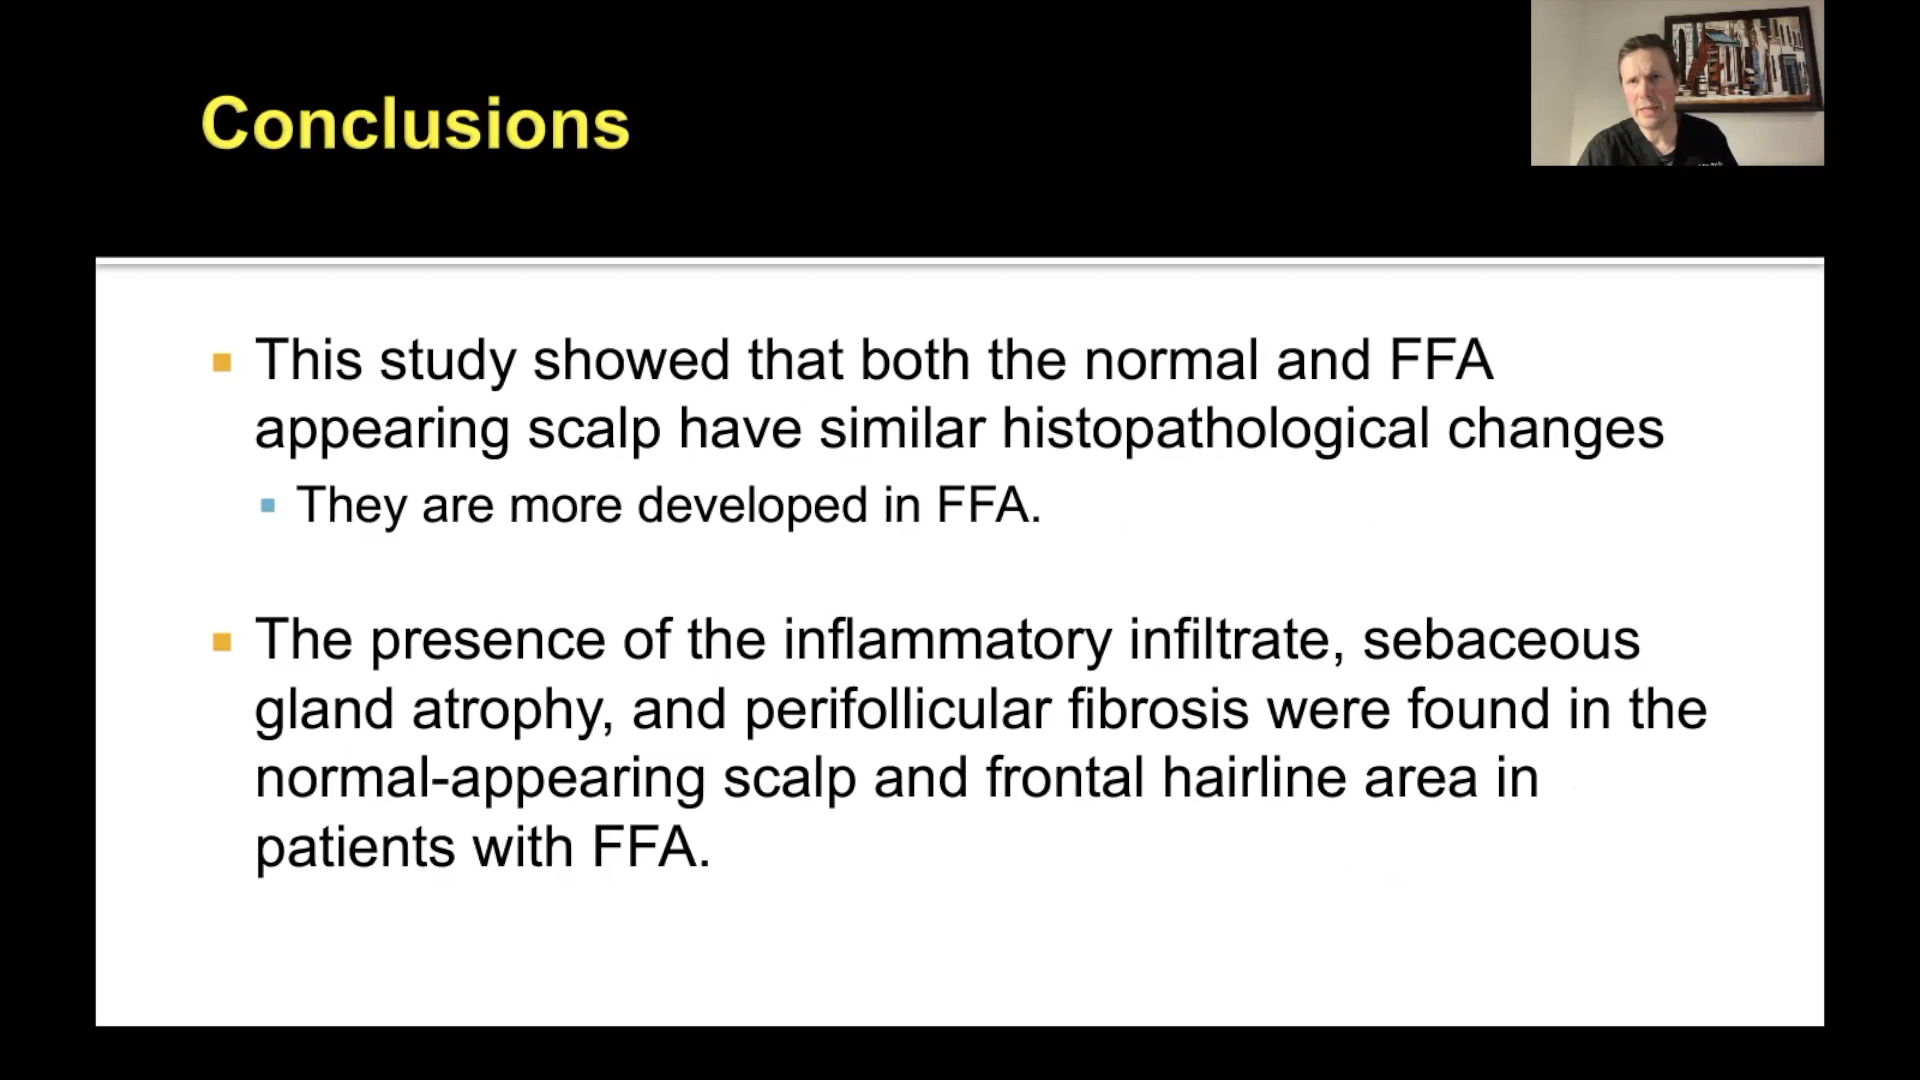 Conclusions
This study showed that both the normal and FFA
appearing scalp have similar histopathological changes
They are more developed in FFA.
The presence of the inflammatory infiltrate, sebaceous
gland atrophy, and perifollicular fibrosis were found in the
normal-appearing scalp and frontal hairline area in
patients with FFA.